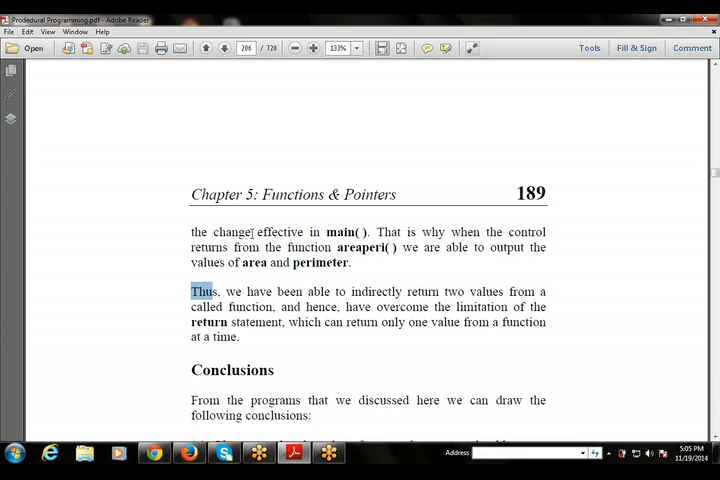 Prodedural Programming.pdf - Adobe Reader
File Edit View Window Help
Open 206 / 728 133% Tools Fill & Sign Comment
Chapter 5: Functions & Pointers 189
the change effective in main( ). That is why when the control
returns from the function areaperi( ) we are able to output the
values of area and perimeter.
Thus, we have been able to indirectly return two values from a
called function, and hence, have overcome the limitation of the
return statement, which can return only one value from a function
at a time.
Conclusions
From the programs that we discussed here we can draw the
following conclusions:
Address 5:05 PM
11/19/2014